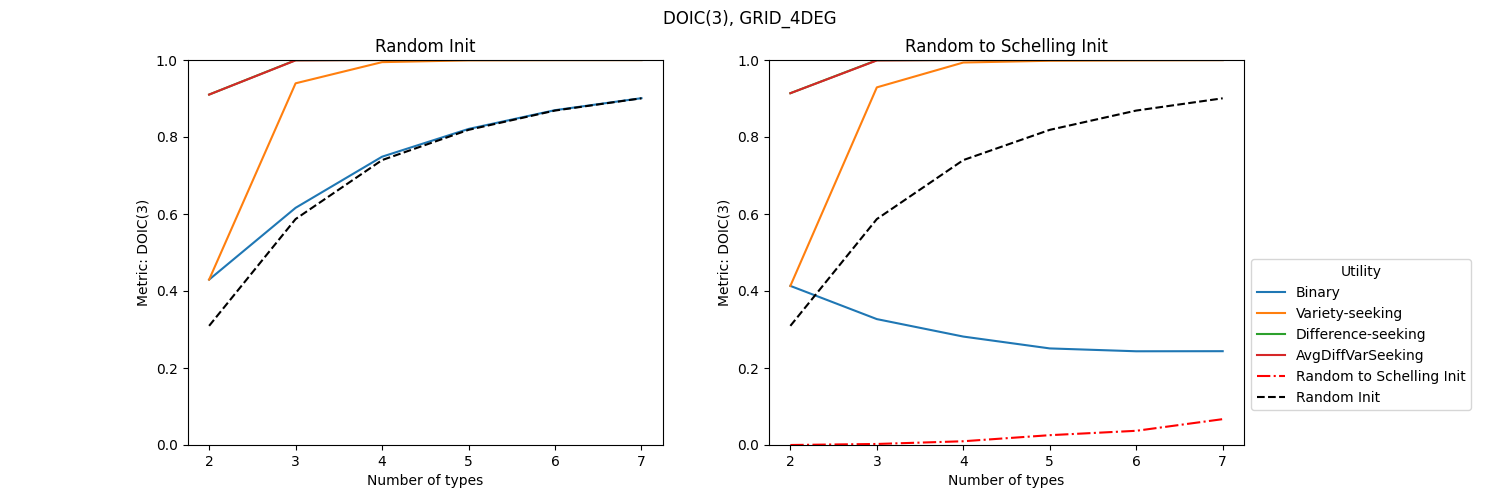 DOIC(3), GRID_4DEG
Random Init
1.0
0.8
0.6
0.4
0.2
0.0
Metric: DOIC(3)
2 3 4 5 6 7
Number of types
Random to Schelling Init
1.0
0.8
0.6
0.4
0.2
0.0
Metric: DOIC(3)
2 3 4 5 6 7
Number of types
Utility
Binary
Variety-seeking
Difference-seeking
AvgDiffVarSeeking
Random to Schelling Init
Random Init